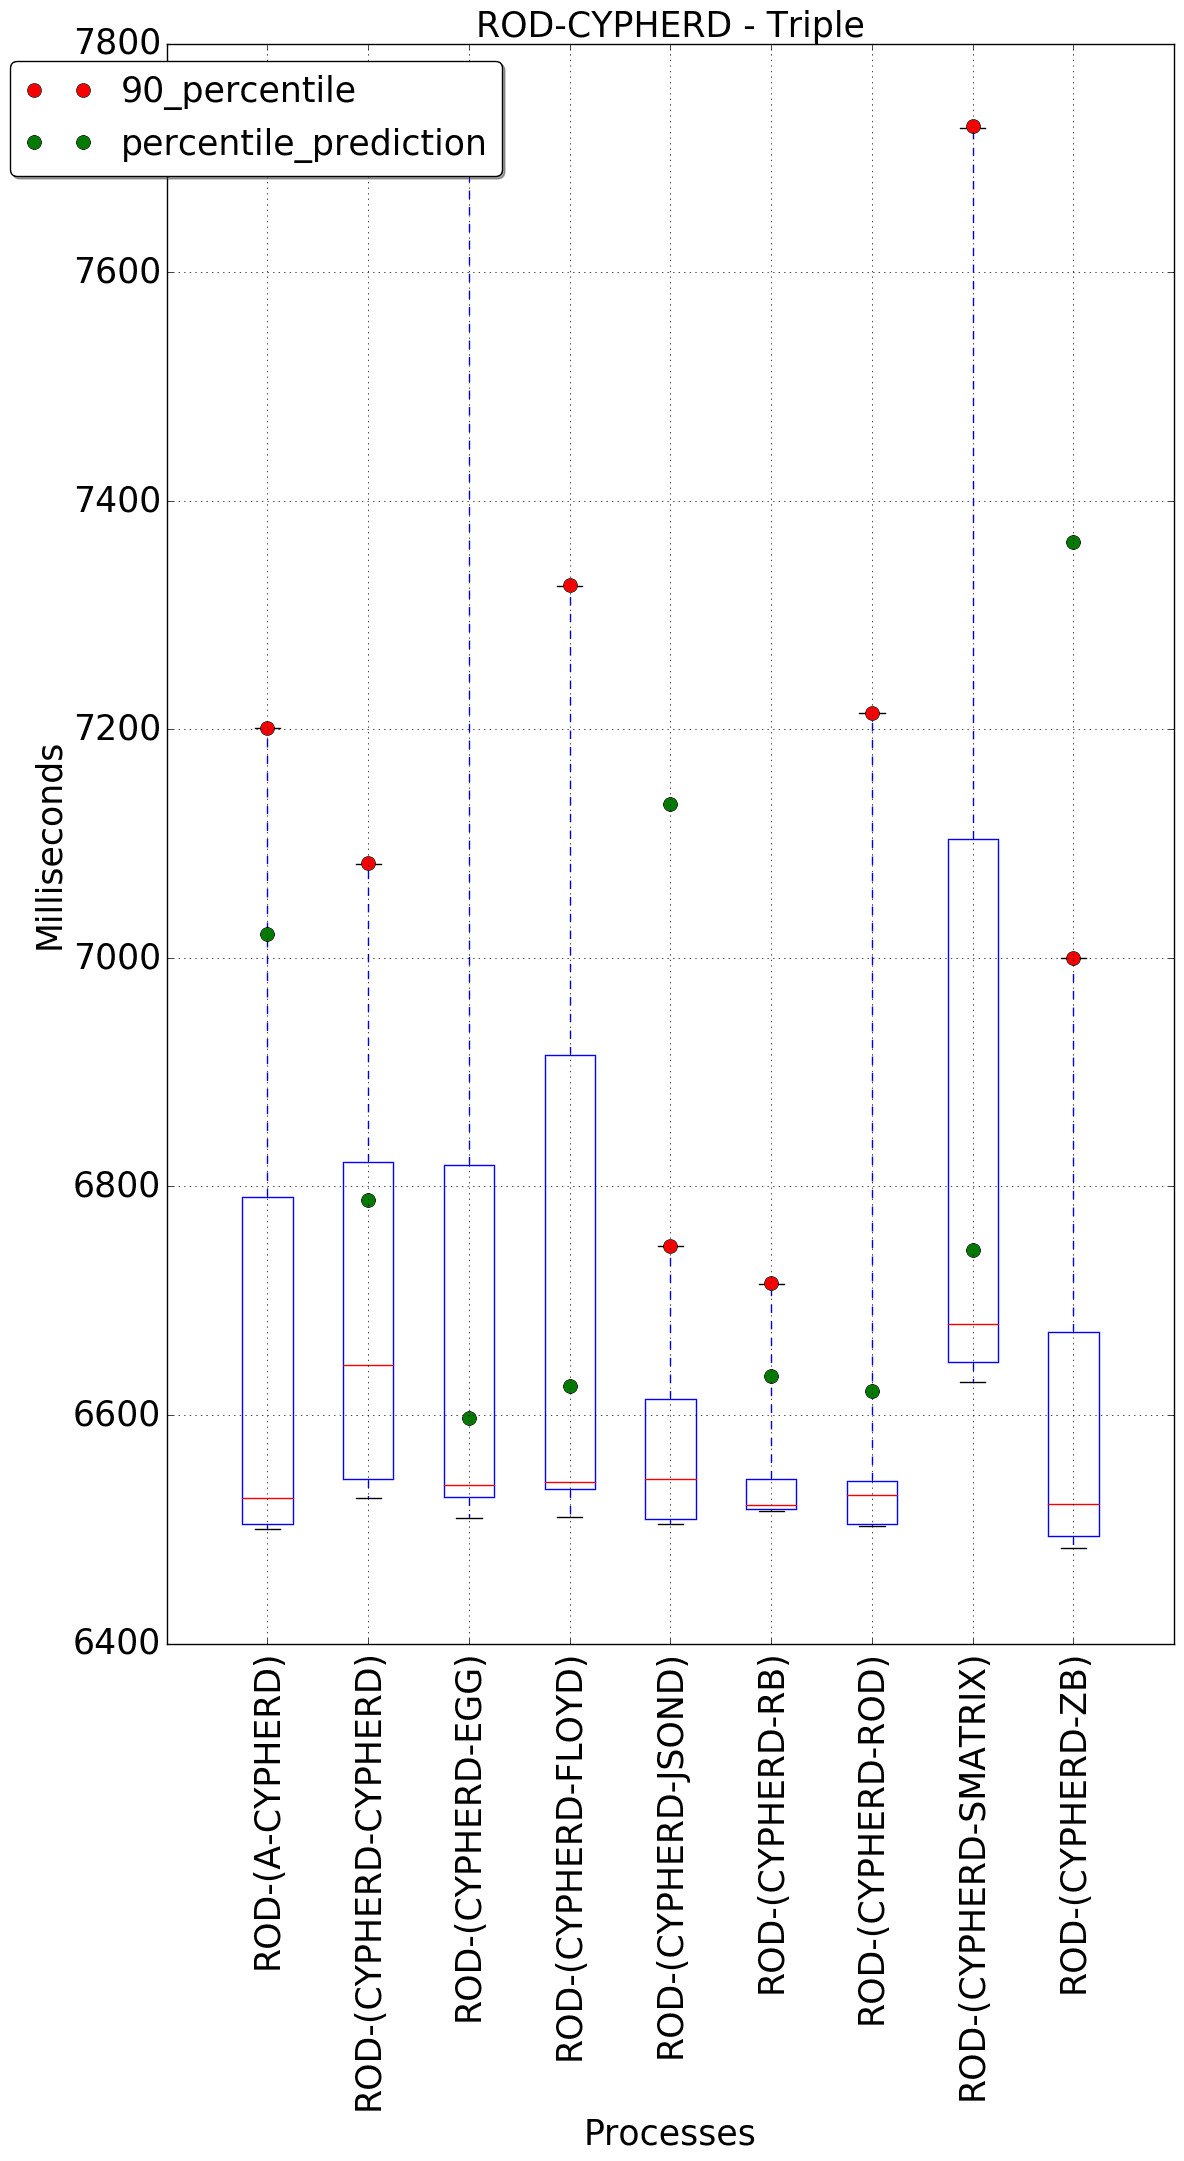 ROD-CYPHERD - Triple
90_percentile
percentile_prediction
7800
7600
7400
7200
7000
6800
6600
6400
Milliseconds
ROD-(A-CYPHERD)
ROD-(CYPHERD-CYPHERD)
ROD-(CYPHERD-EGG)
ROD-(CYPHERD-FLOYD)
ROD-(CYPHERD-JSOND)
ROD-(CYPHERD-RB)
ROD-(CYPHERD-ROD)
ROD-(CYPHERD-SMATRIX)
ROD-(CYPHERD-ZB)
Processes